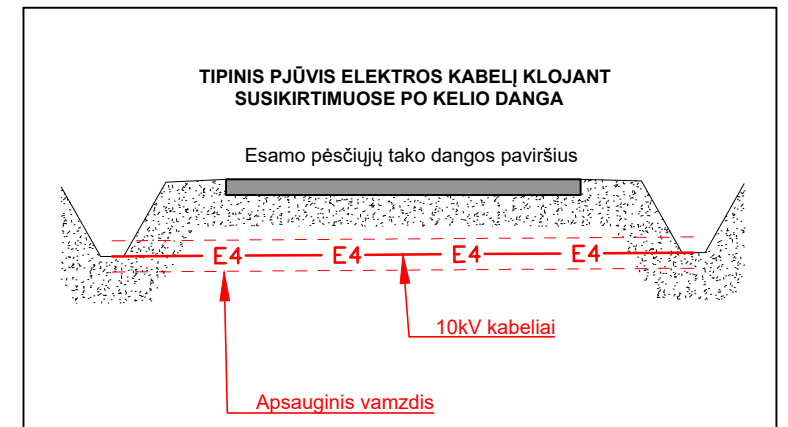 TIPINIS PJŪVIS ELEKTROS KABELĮ KLOJANT
SUSIKIRTIMUOSE PO KELIO DANGA
Esamo pėsčiųjų tako dangos paviršius
E4 E4 E4 E4
10kV kabeliai
Apsauginis vamzdis